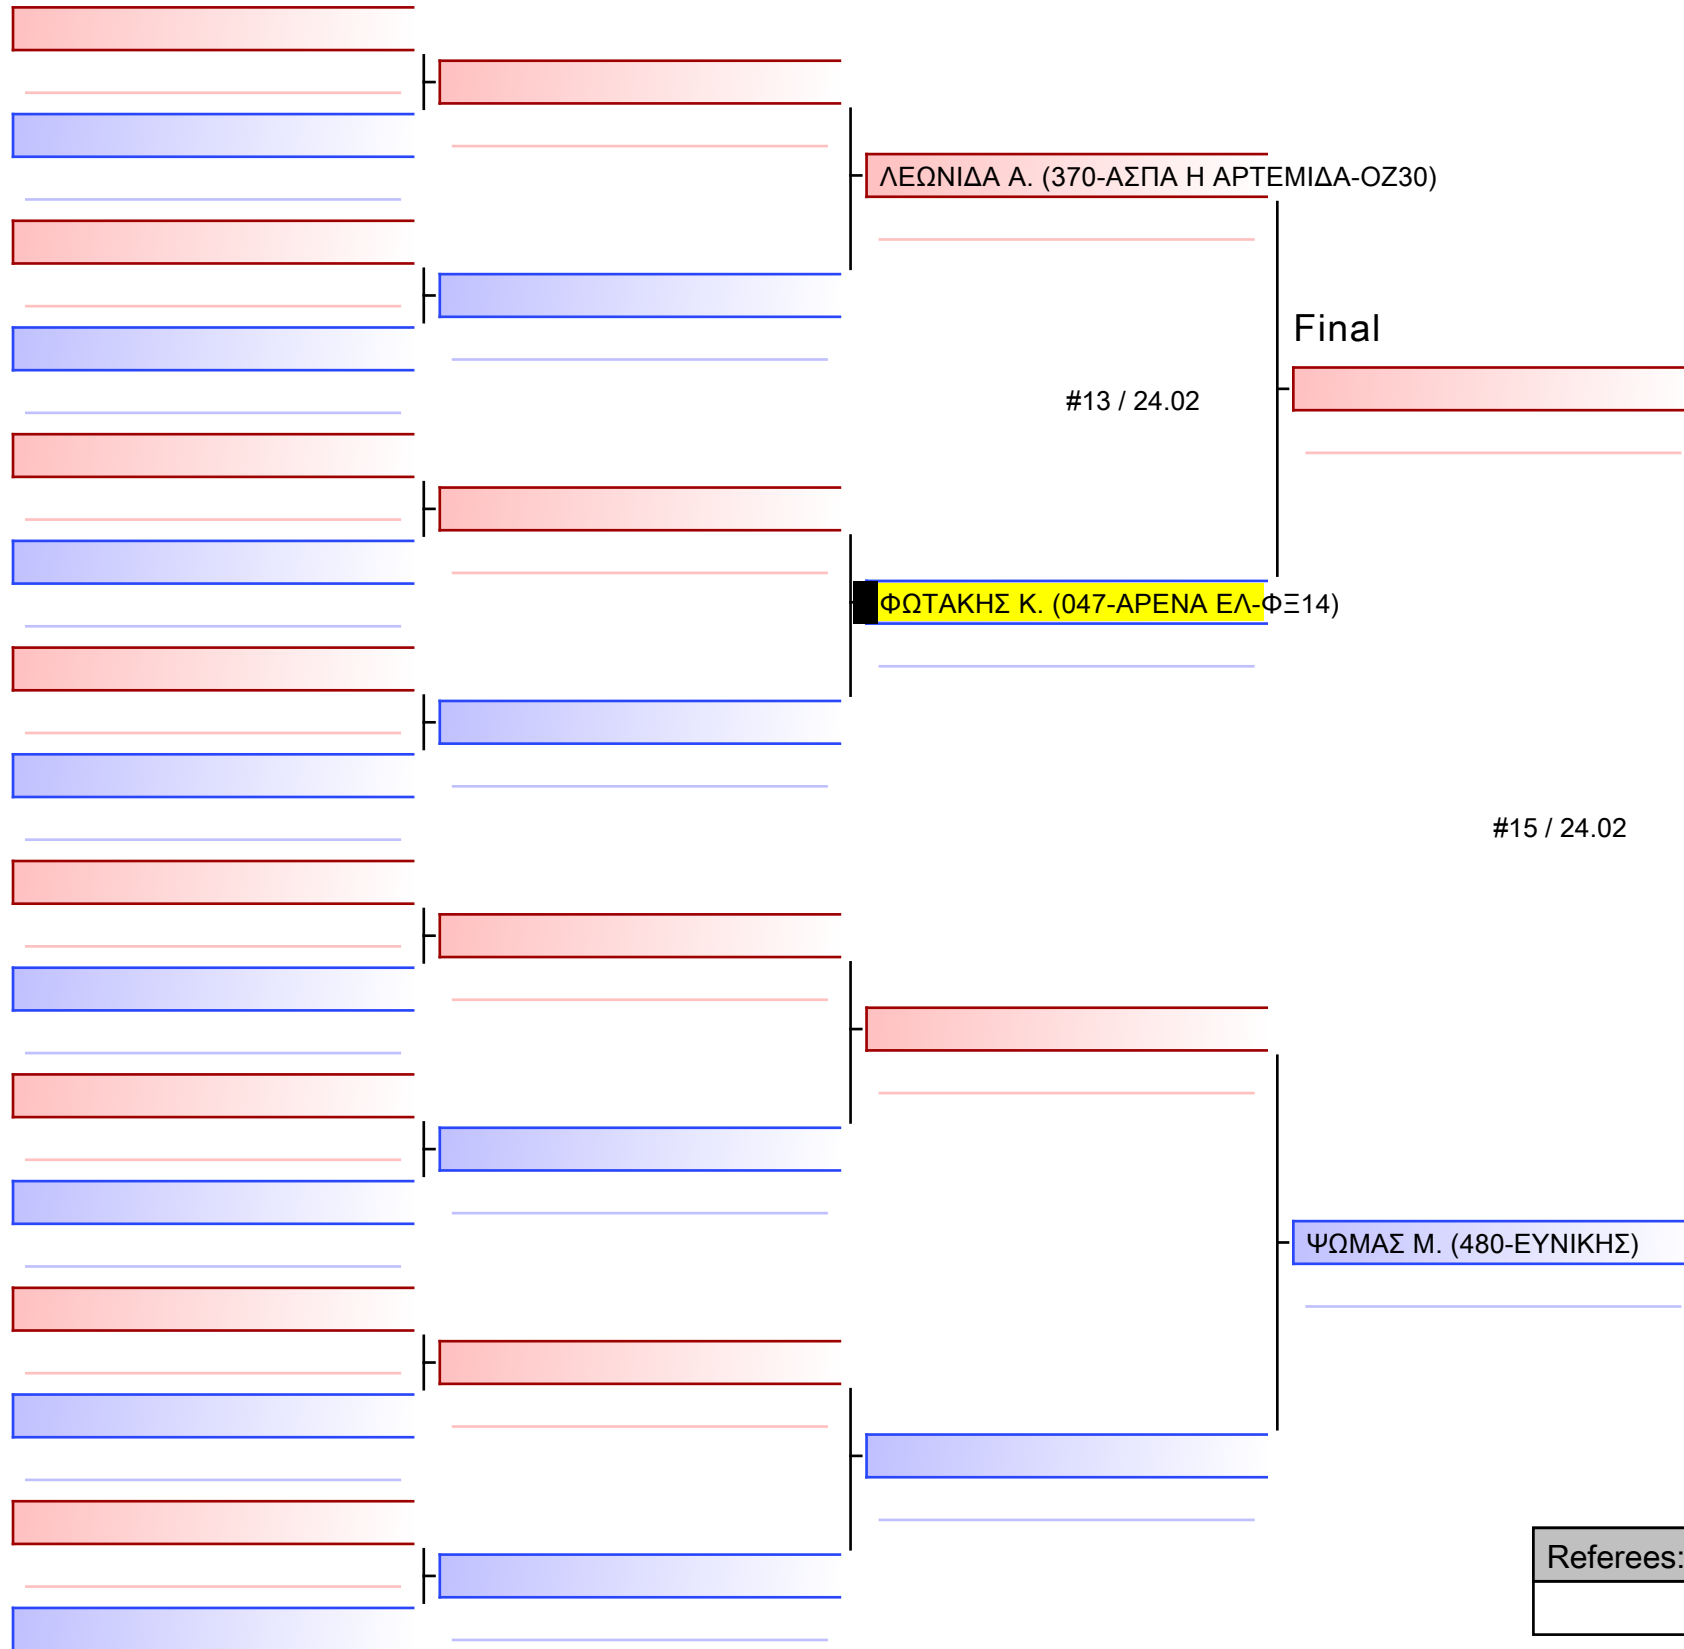 ΛΕΩΝΙΔΑ Α. (370-ΑΣΠΑ Η ΑΡΤΕΜΙΔΑ-ΟΖ30)
Final
#13 / 24.02
ΦΩΤΑΚΗΣ Κ. (047-ΑΡΕΝΑ ΕΛ-ΦΞ14)
#15 / 24.02
ΨΩΜΑΣ Μ. (480-ΕΥΝΙΚΗΣ)
Referees: